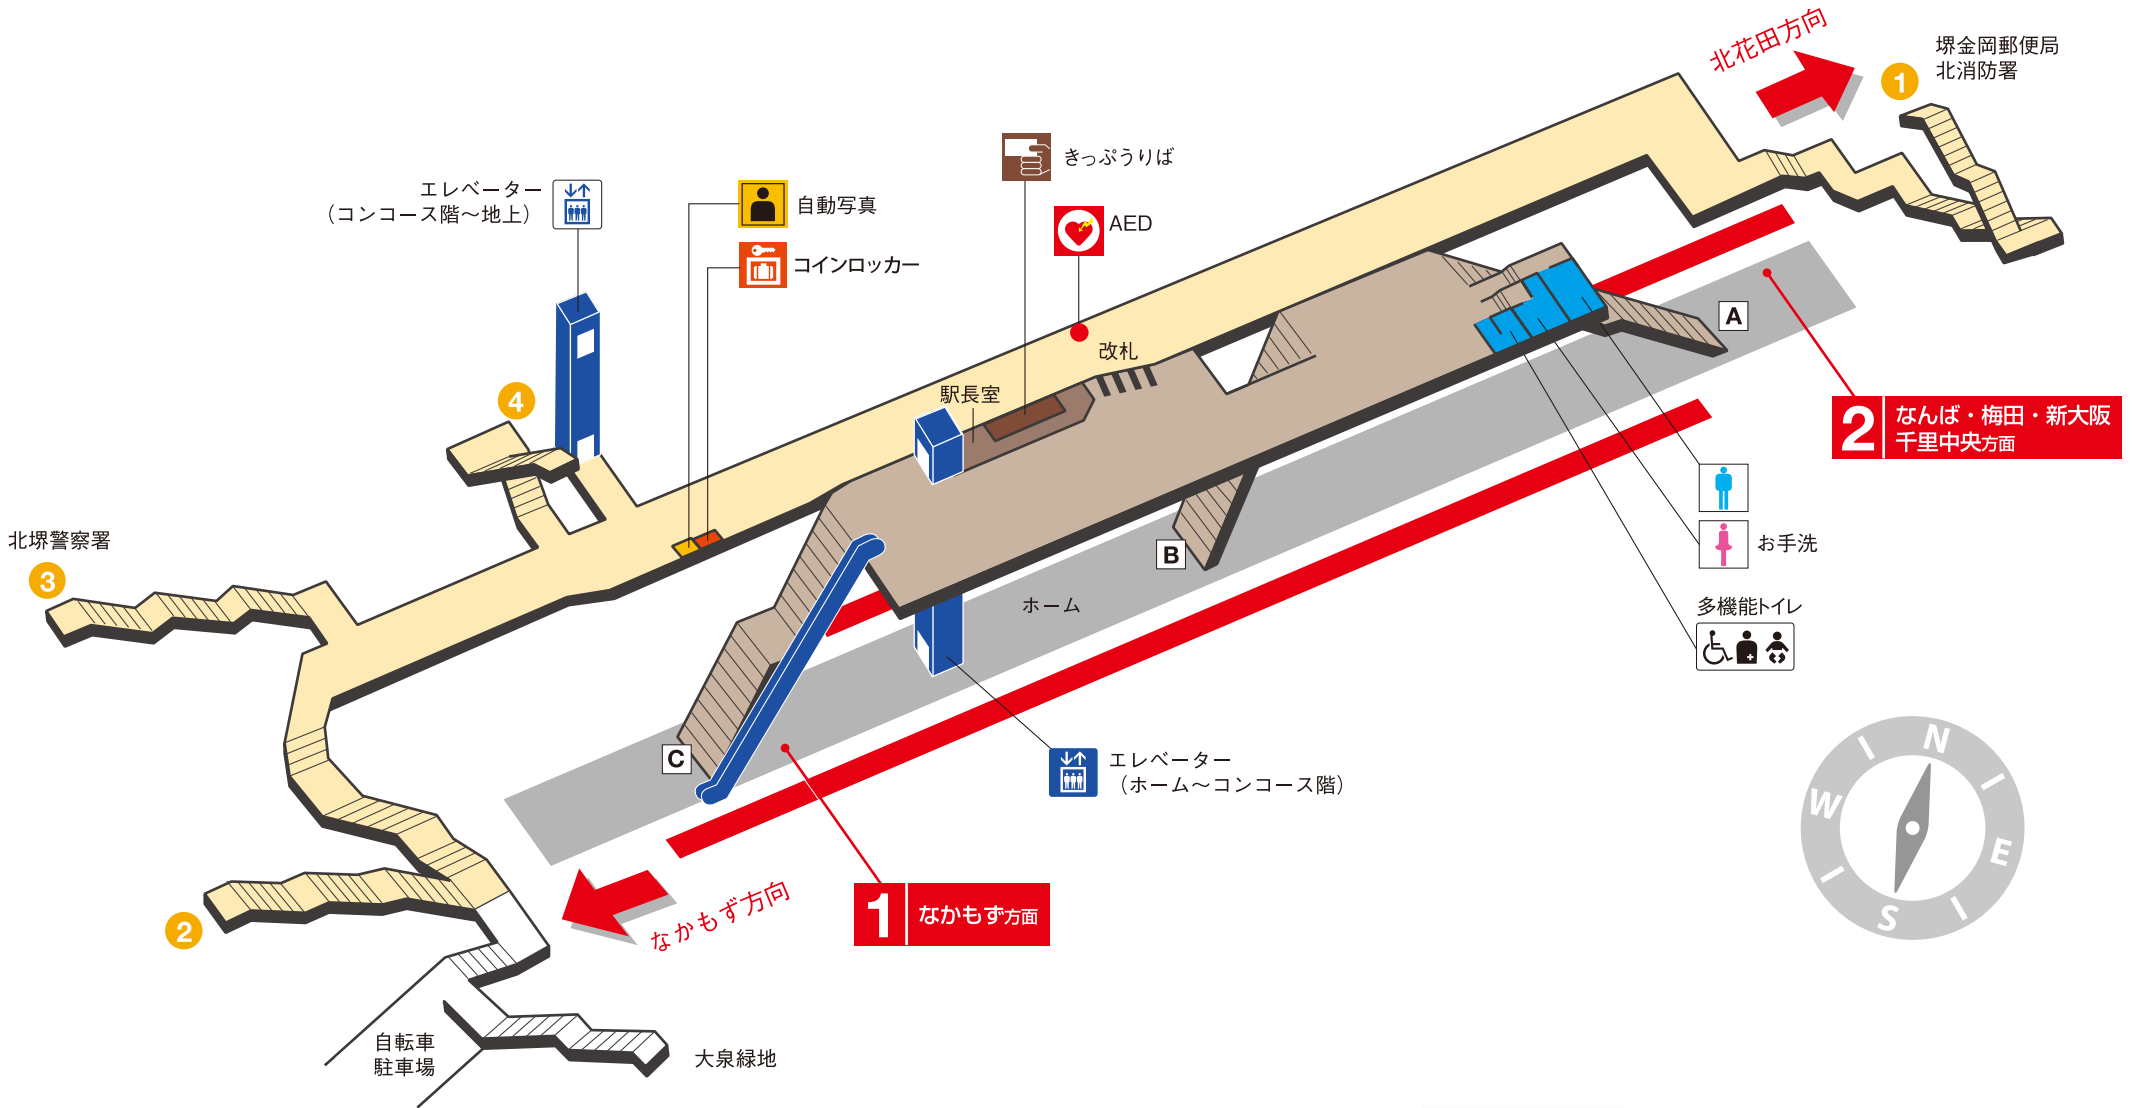 北花田方向
堺金岡郵便局
北消防署
1
きっぷうりば
エレベーター
（コンコース階～地上）
自動写真
AED
コインロッカー
改札
A
駅長室
4
2
なんば・梅田・新大阪
千里中央方面
北堺警察署
3
B
お手洗
ホーム
多機能トイレ
C
エレベーター
（ホーム～コンコース階）
N
W
E
S
1
なかもず方面
なかもず方向
2
自転車
駐車場
大泉緑地